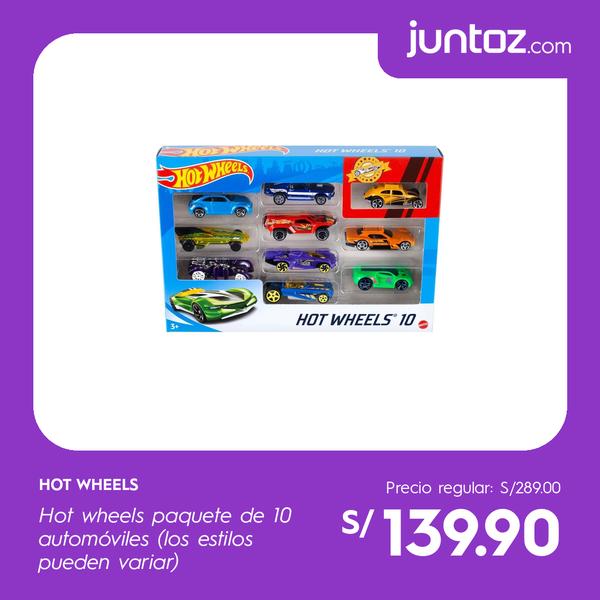 juntoz.com
HOT WHEELS 10
Hot Wheels
3+
HOT WHEELS® 10
HOT WHEELS
Hot wheels paquete de 10
automóviles (los estilos
pueden variar)
Precio regular: S/289.00
S/139.90